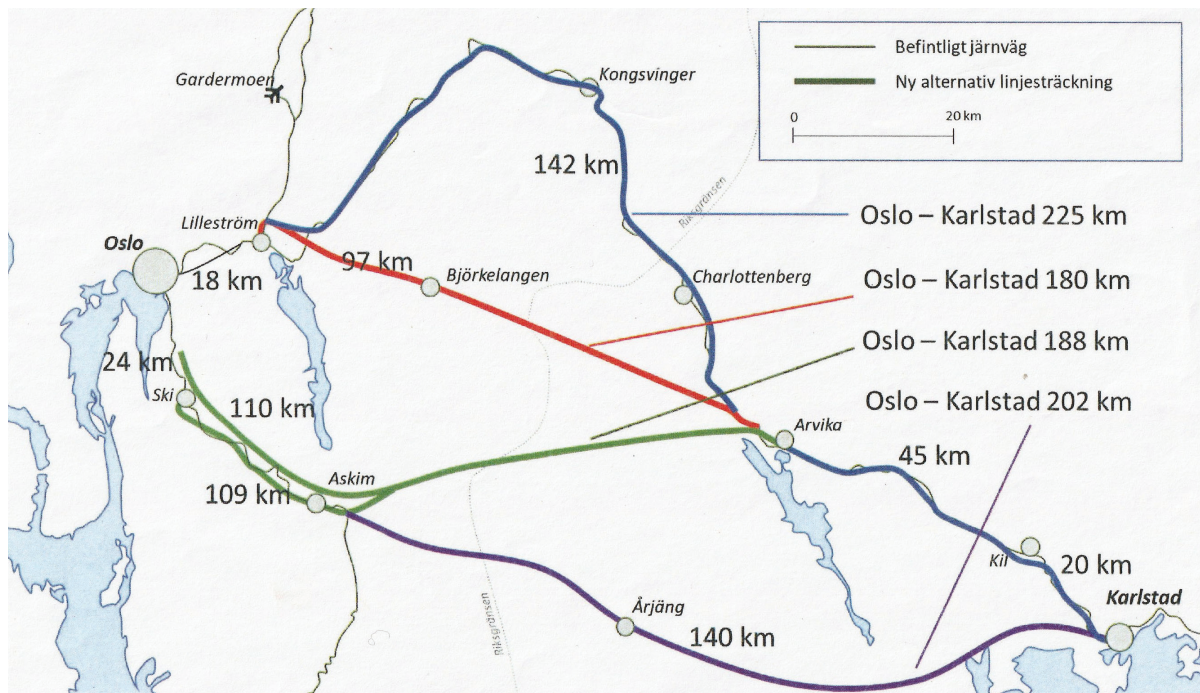 Befintligt järnväg
Ny alternativ linjesträckning
0 20 km
Gardermoen
Kongsvinger
142 km
Riksgränsen
Lilleström
Oslo – Karlstad 225 km
Oslo
18 km
97 km
Björkelangen
Charlottenberg
Oslo – Karlstad 180 km
Oslo – Karlstad 188 km
24 km
Ski
110 km
Oslo – Karlstad 202 km
Arvika
45 km
Askim
109 km
Kil
20 km
Karlstad
Riksgränsen
Årjäng
140 km